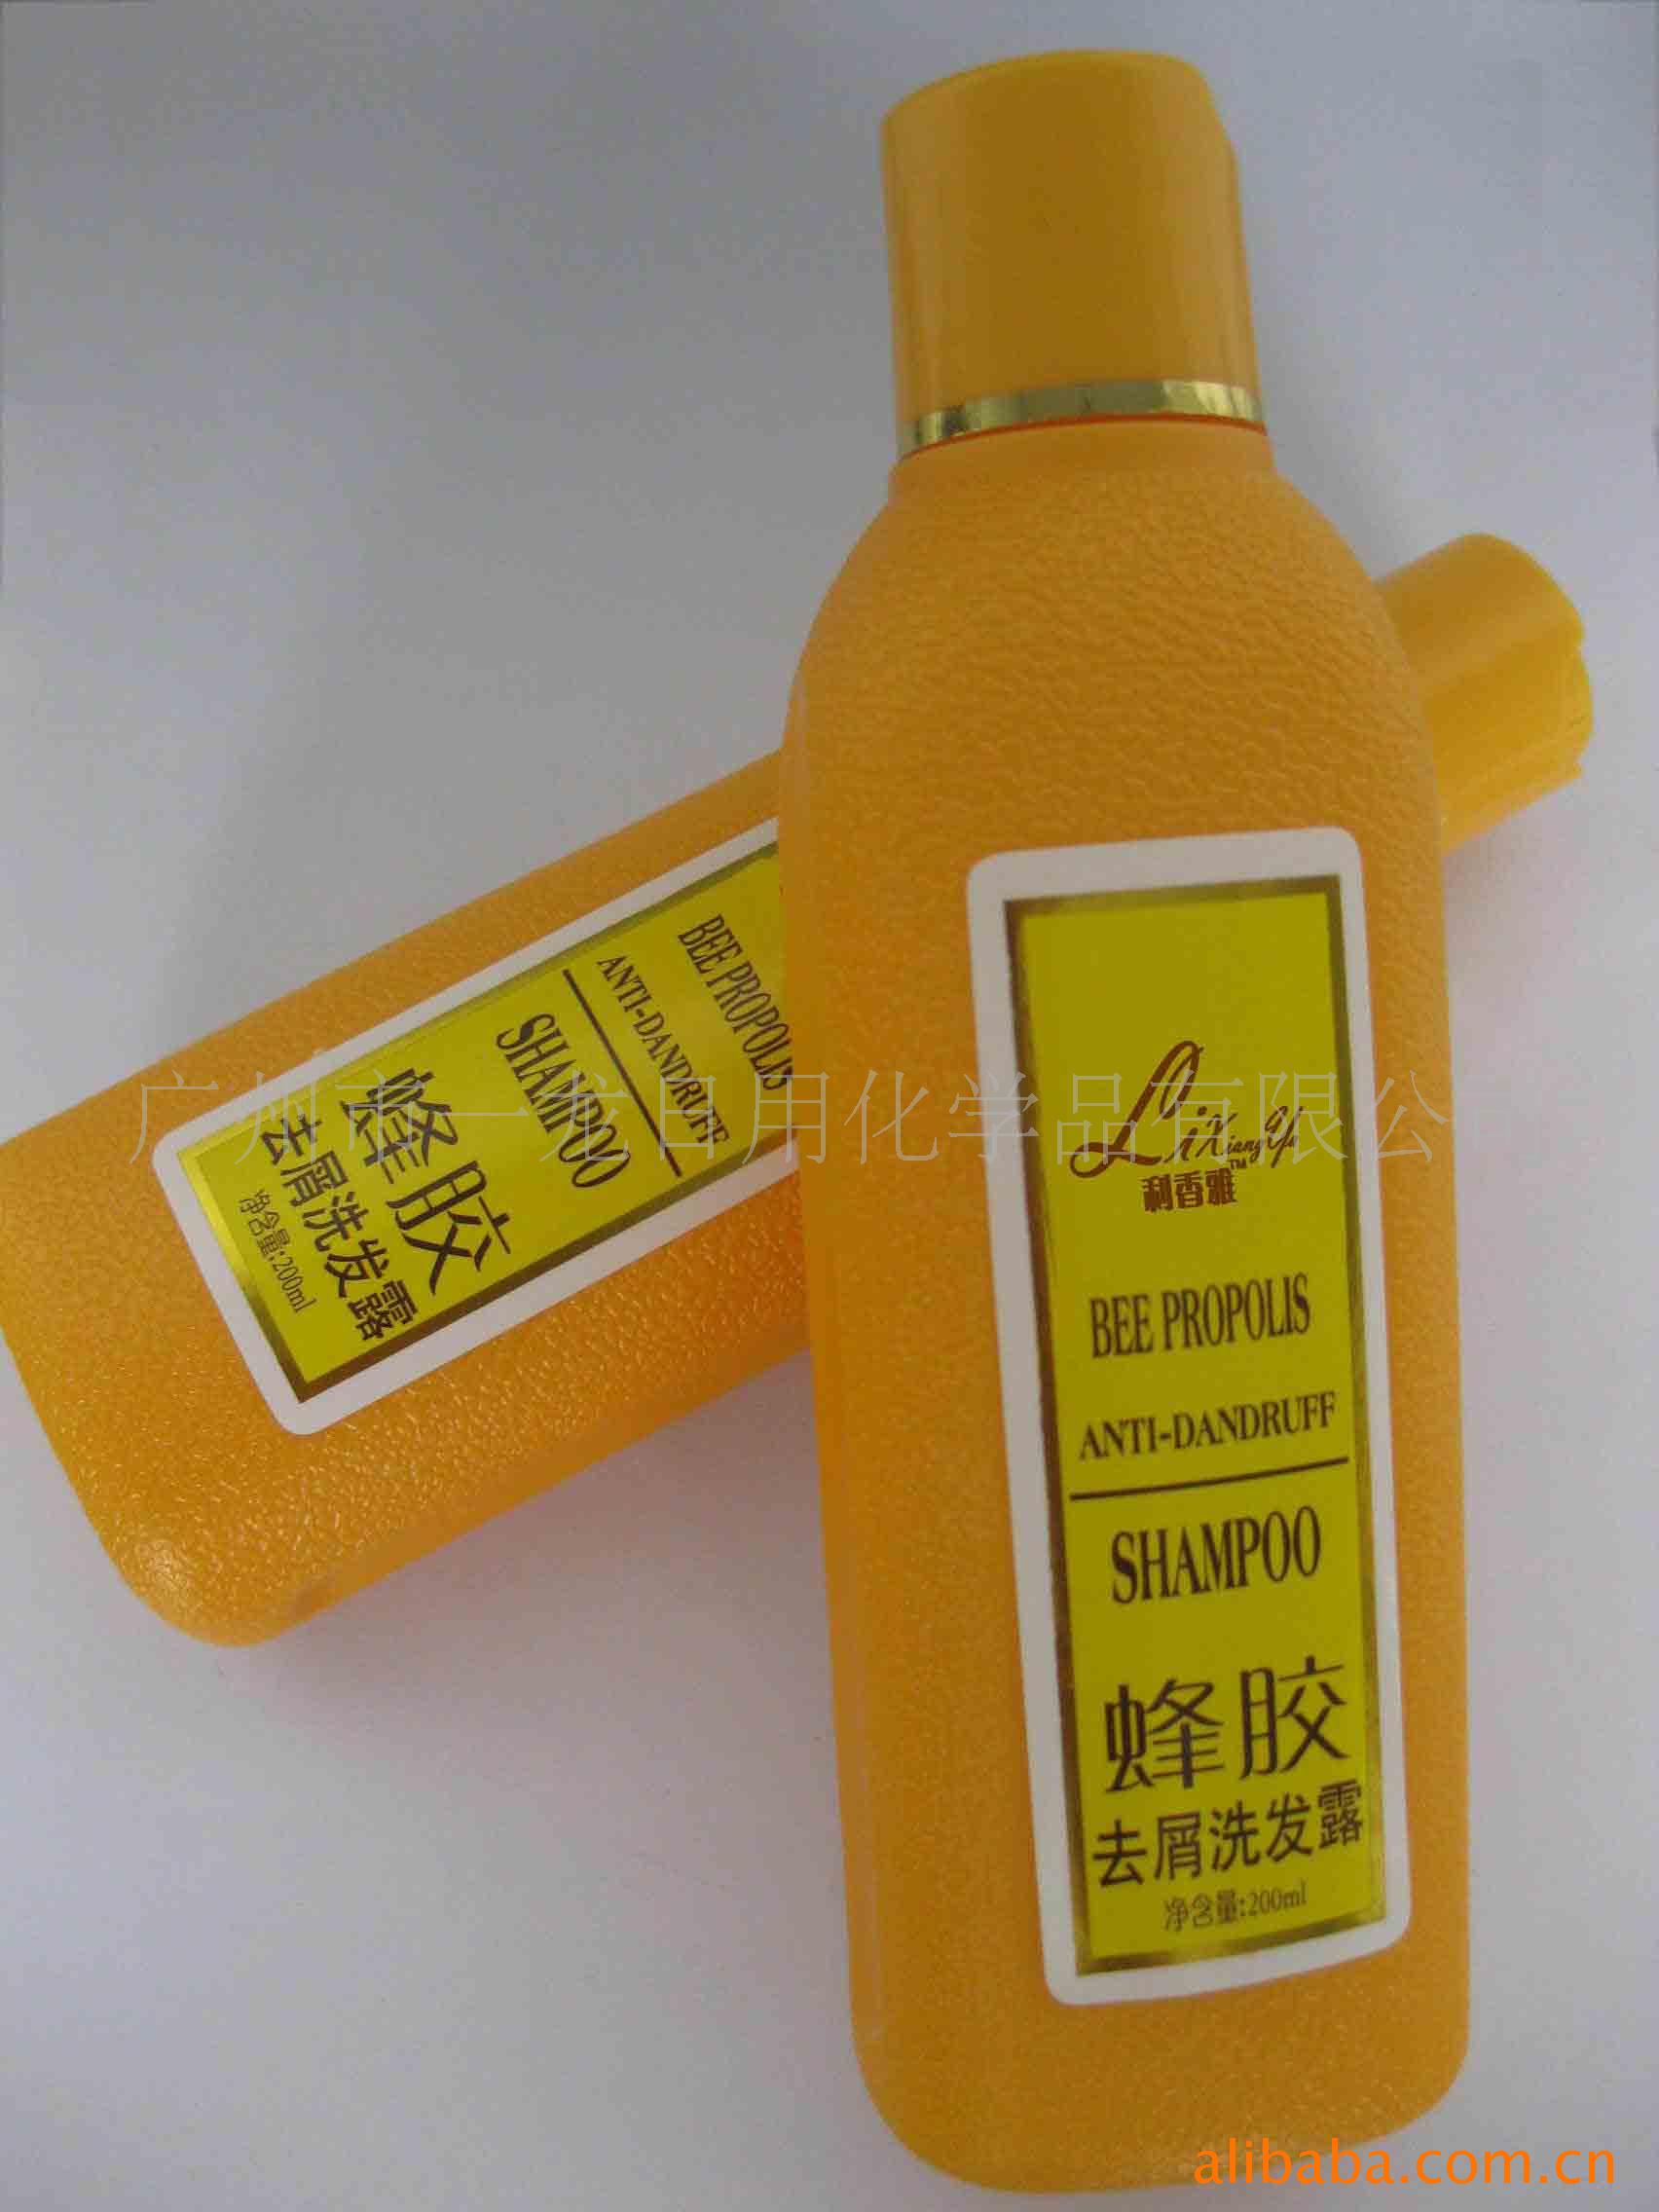 LiXiangYa
利香雅™
BEE PROPOLIS
ANTI-DANDRUFF
SHAMPOO
蜂胶
去屑洗发露
净含量:200ml
BEE PROPOLIS
ANTI-DANDRUFF
SHAMPOO
蜂胶
去屑洗发露
净含量:200ml
广州市一龙日用化学品有限公
alibaba.com.cn